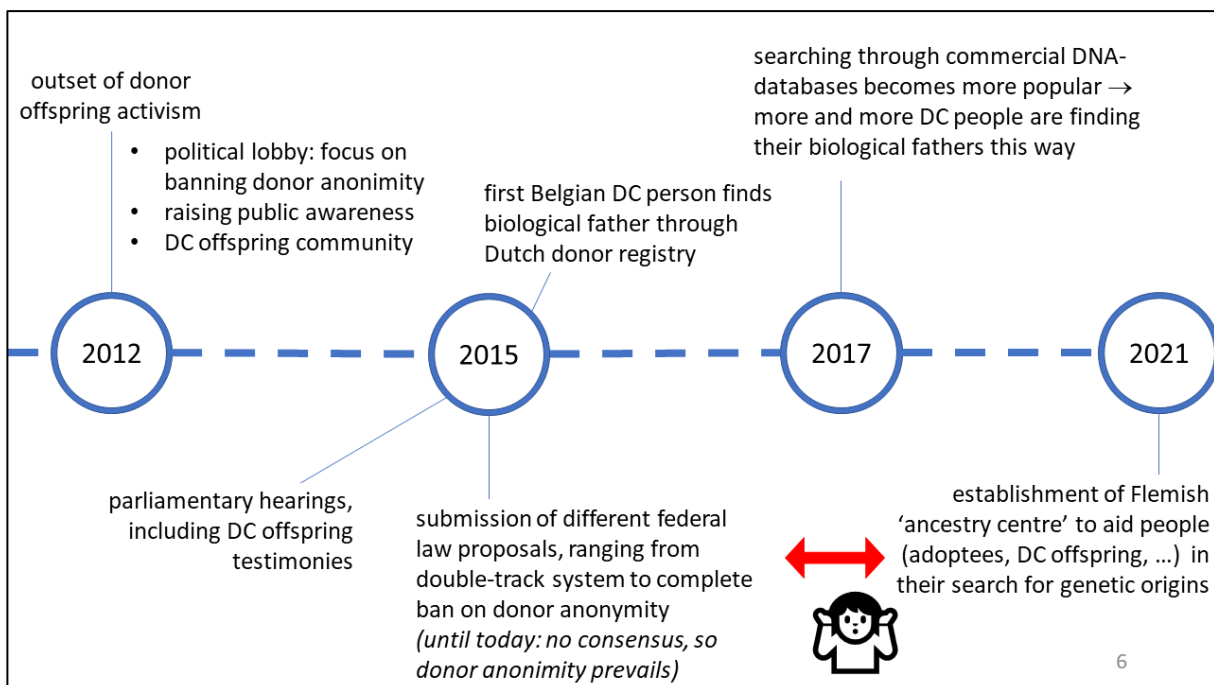 outset of donor
offspring activism
• political lobby: focus on
banning donor anonimity
• raising public awareness
• DC offspring community
first Belgian DC person finds
biological father through
Dutch donor registry
searching through commercial DNA-
databases becomes more popular →
more and more DC people are finding
their biological fathers this way
2012
2015
2017
2021
parliamentary hearings,
including DC offspring
testimonies
submission of different federal
law proposals, ranging from
double-track system to complete
ban on donor anonymity
(until today: no consensus, so
donor anonimity prevails)
establishment of Flemish
‘ancestry centre’ to aid people
(adoptees, DC offspring, …) in
their search for genetic origins
6